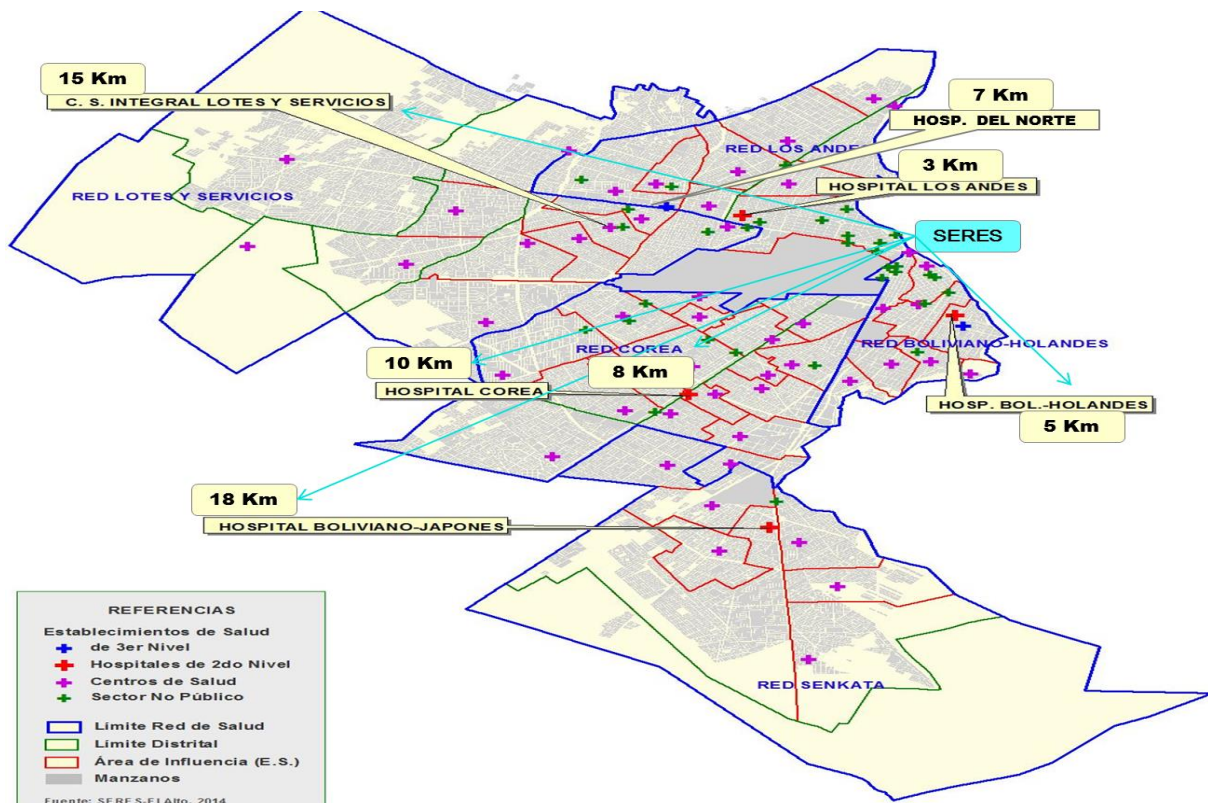 15 Km
C. S. INTEGRAL LOTES Y SERVICIOS
7 Km
HOSP. DEL NORTE
RED LOS ANDES
3 Km
HOSPITAL LOS ANDES
RED LOTES Y SERVICIOS
SERES
RED COREA
RED BOLIVIANO-HOLANDES
10 Km
8 Km
HOSPITAL COREA
HOSP. BOL.-HOLANDES
5 Km
18 Km
HOSPITAL BOLIVIANO-JAPONES
RED SENKATA
REFERENCIAS
Establecimientos de Salud
de 3er Nivel
Hospitales de 2do Nivel
Centros de Salud
Sector No Público
Límite Red de Salud
Límite Distrital
Área de Influencia (E.S.)
Manzanos
Fuente: SERES-El Alto, 2014